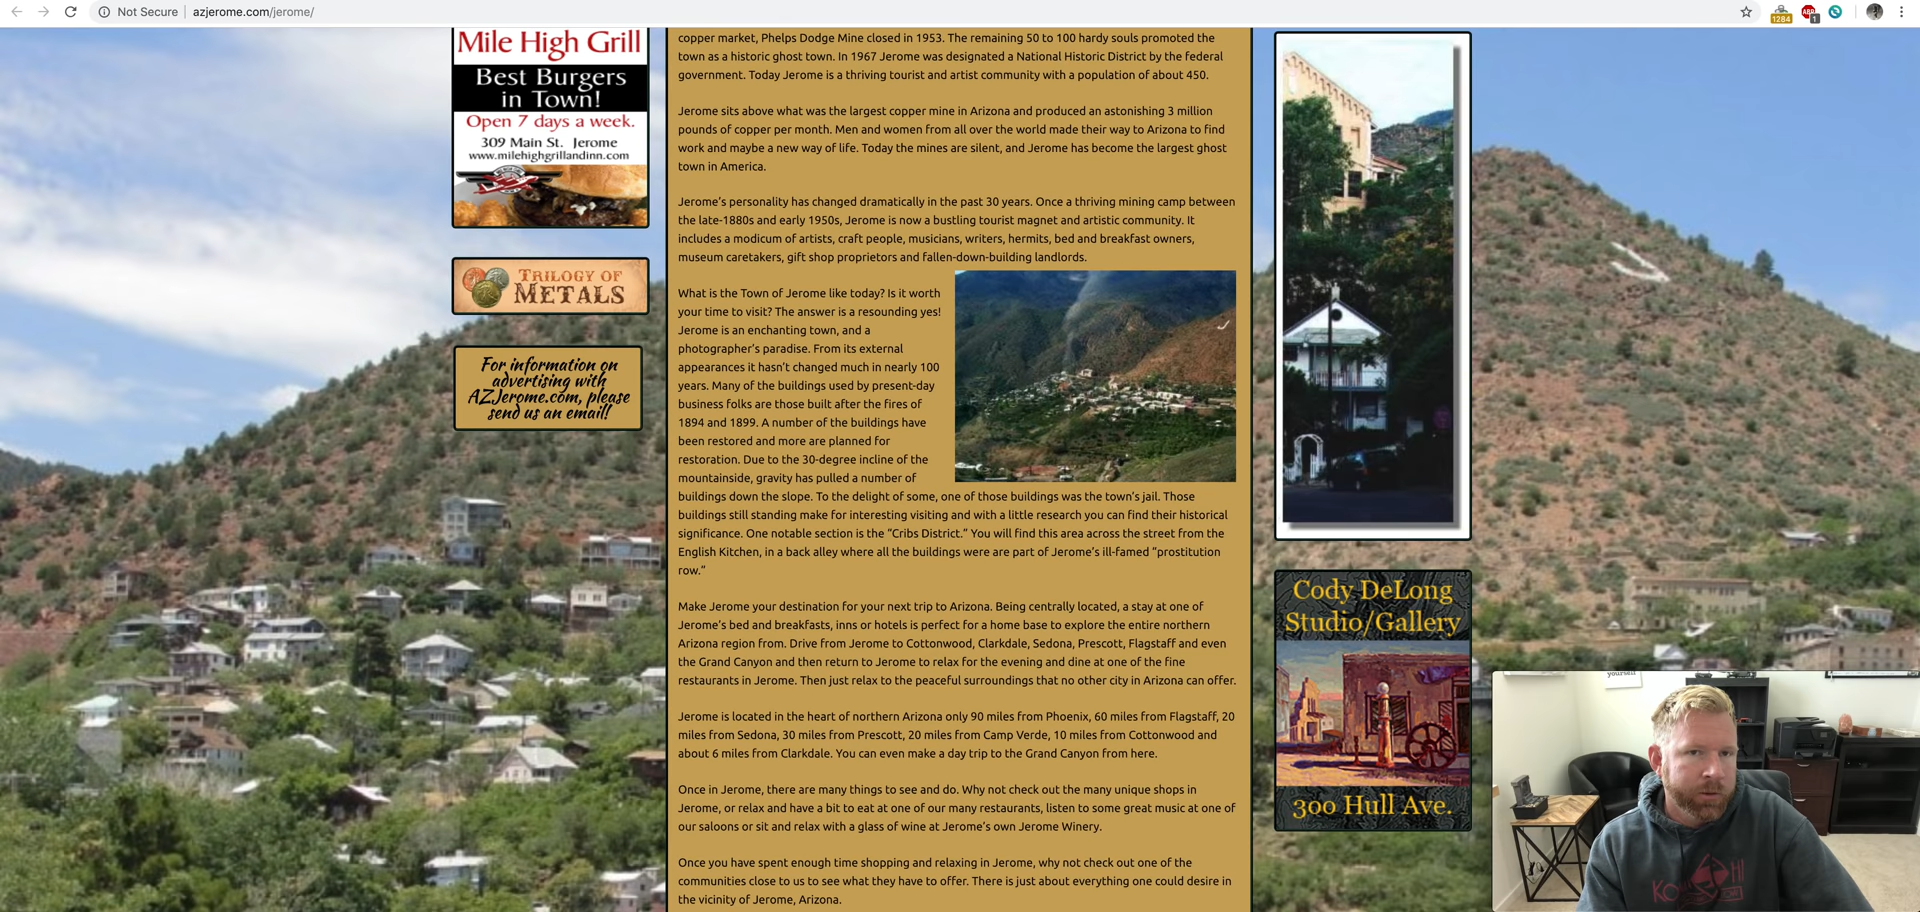 Not Secure
azjerome.com/jerome/
1284
ABP
1
Mile High Grill
Best Burgers
in Town!
Open 7 days a week.
309 Main St. Jerome
www.milehighgrillandinn.com
TRILOGY OF
METALS
For information on
advertising with
AZJerome.com, please
send us an email!
copper market, Phelps Dodge Mine closed in 1953. The remaining 50 to 100 hardy souls promoted the
town as a historic ghost town. In 1967 Jerome was designated a National Historic District by the federal
government. Today Jerome is a thriving tourist and artist community with a population of about 450.
Jerome sits above what was the largest copper mine in Arizona and produced an astonishing 3 million
pounds of copper per month. Men and women from all over the world made their way to Arizona to find
work and maybe a new way of life. Today the mines are silent, and Jerome has become the largest ghost
town in America.
Jerome’s personality has changed dramatically in the past 30 years. Once a thriving mining camp between
the late-1880s and early 1950s, Jerome is now a bustling tourist magnet and artistic community. It
includes a modicum of artists, craft people, musicians, writers, hermits, bed and breakfast owners,
museum caretakers, gift shop proprietors and fallen-down-building landlords.
What is the Town of Jerome like today? Is it worth
your time to visit? The answer is a resounding yes!
Jerome is an enchanting town, and a
photographer’s paradise. From its external
appearances it hasn’t changed much in nearly 100
years. Many of the buildings used by present-day
business folks are those built after the fires of
1894 and 1899. A number of the buildings have
been restored and more are planned for
restoration. Due to the 30-degree incline of the
mountainside, gravity has pulled a number of
buildings down the slope. To the delight of some, one of those buildings was the town’s jail. Those
buildings still standing make for interesting visiting and with a little research you can find their historical
significance. One notable section is the “Cribs District.” You will find this area across the street from the
English Kitchen, in a back alley where all the buildings were are part of Jerome’s ill-famed “prostitution
row.”
Make Jerome your destination for your next trip to Arizona. Being centrally located, a stay at one of
Jerome’s bed and breakfasts, inns or hotels is perfect for a home base to explore the entire northern
Arizona region from. Drive from Jerome to Cottonwood, Clarkdale, Sedona, Prescott, Flagstaff and even
the Grand Canyon and then return to Jerome to relax for the evening and dine at one of the fine
restaurants in Jerome. Then just relax to the peaceful surroundings that no other city in Arizona can offer.
Jerome is located in the heart of northern Arizona only 90 miles from Phoenix, 60 miles from Flagstaff, 20
miles from Sedona, 30 miles from Prescott, 20 miles from Camp Verde, 10 miles from Cottonwood and
about 6 miles from Clarkdale. You can even make a day trip to the Grand Canyon from here.
Once in Jerome, there are many things to see and do. Why not check out the many unique shops in
Jerome, or relax and have a bit to eat at one of our many restaurants, listen to some great music at one of
our saloons or sit and relax with a glass of wine at Jerome’s own Jerome Winery.
Once you have spent enough time shopping and relaxing in Jerome, why not check out one of the
communities close to us to see what they have to offer. There is just about everything one could desire in
the vicinity of Jerome, Arizona.
Cody DeLong
Studio/Gallery
300 Hull Ave.
yourself